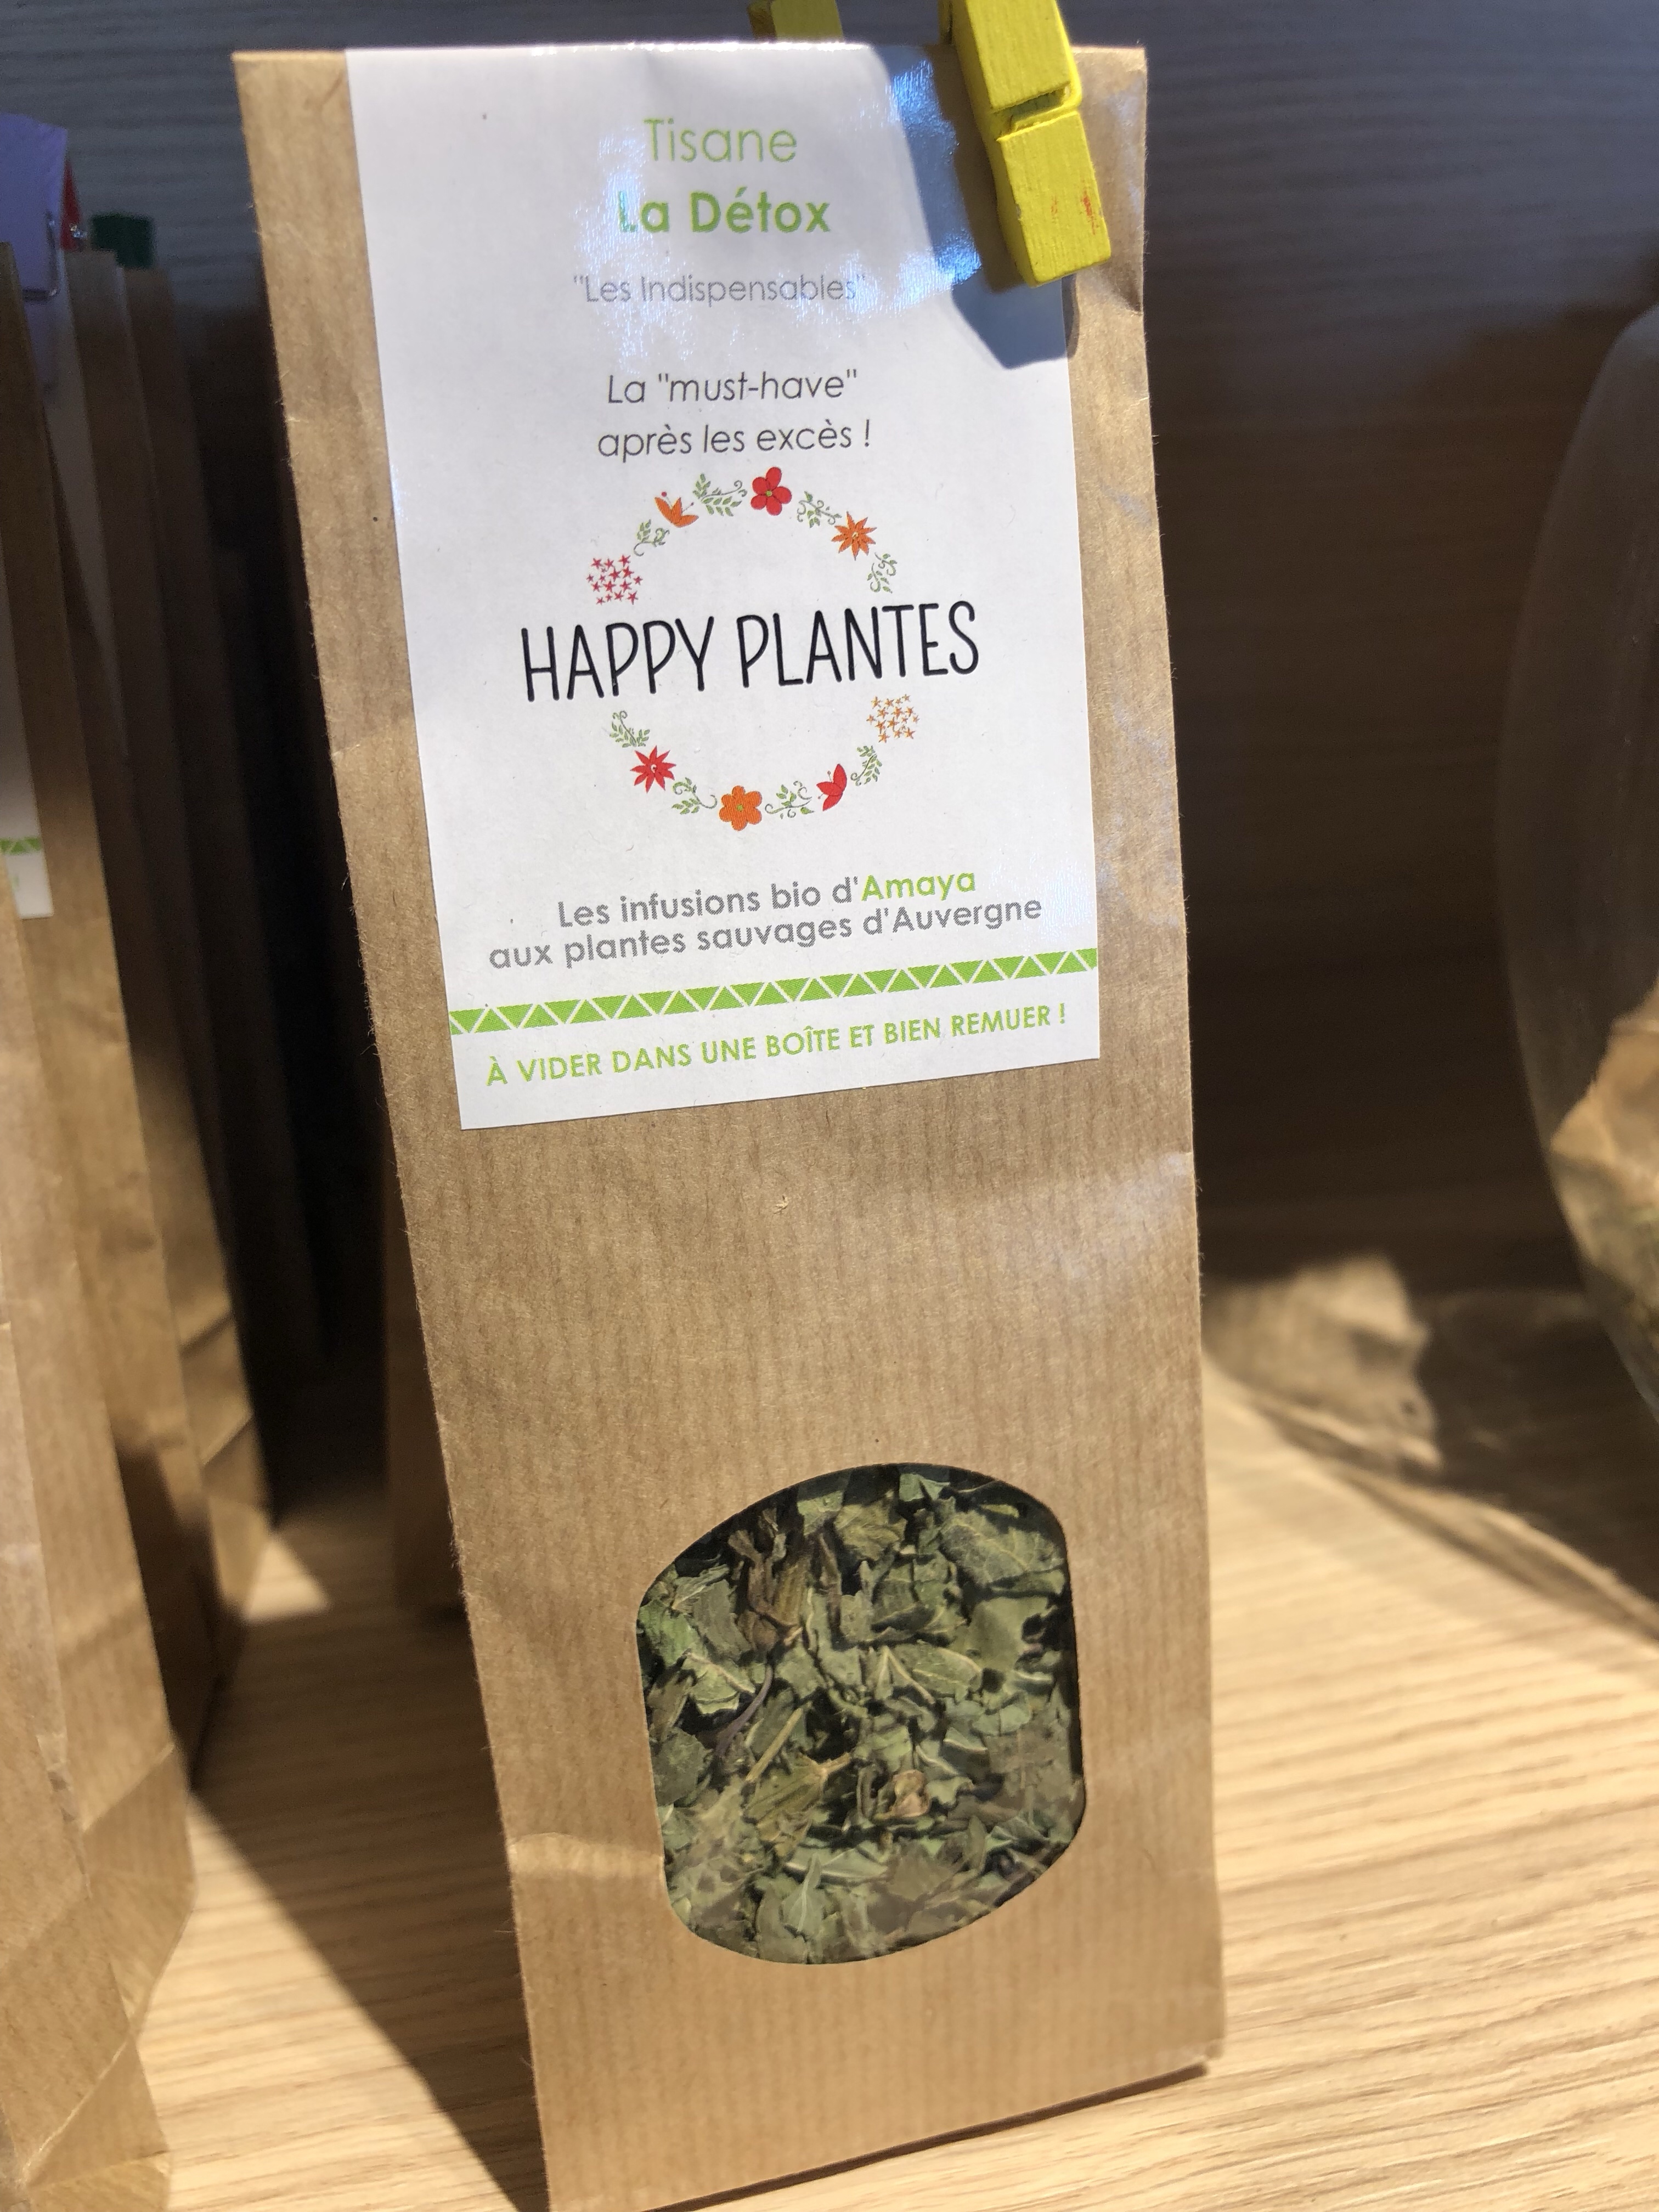 Tisane
La Détox
"Les Indispensables"
La "must-have"
après les excès !
HAPPY PLANTES
Les infusions bio d'Amaya
aux plantes sauvages d'Auvergne
À VIDER DANS UNE BOÎTE ET BIEN REMUER !